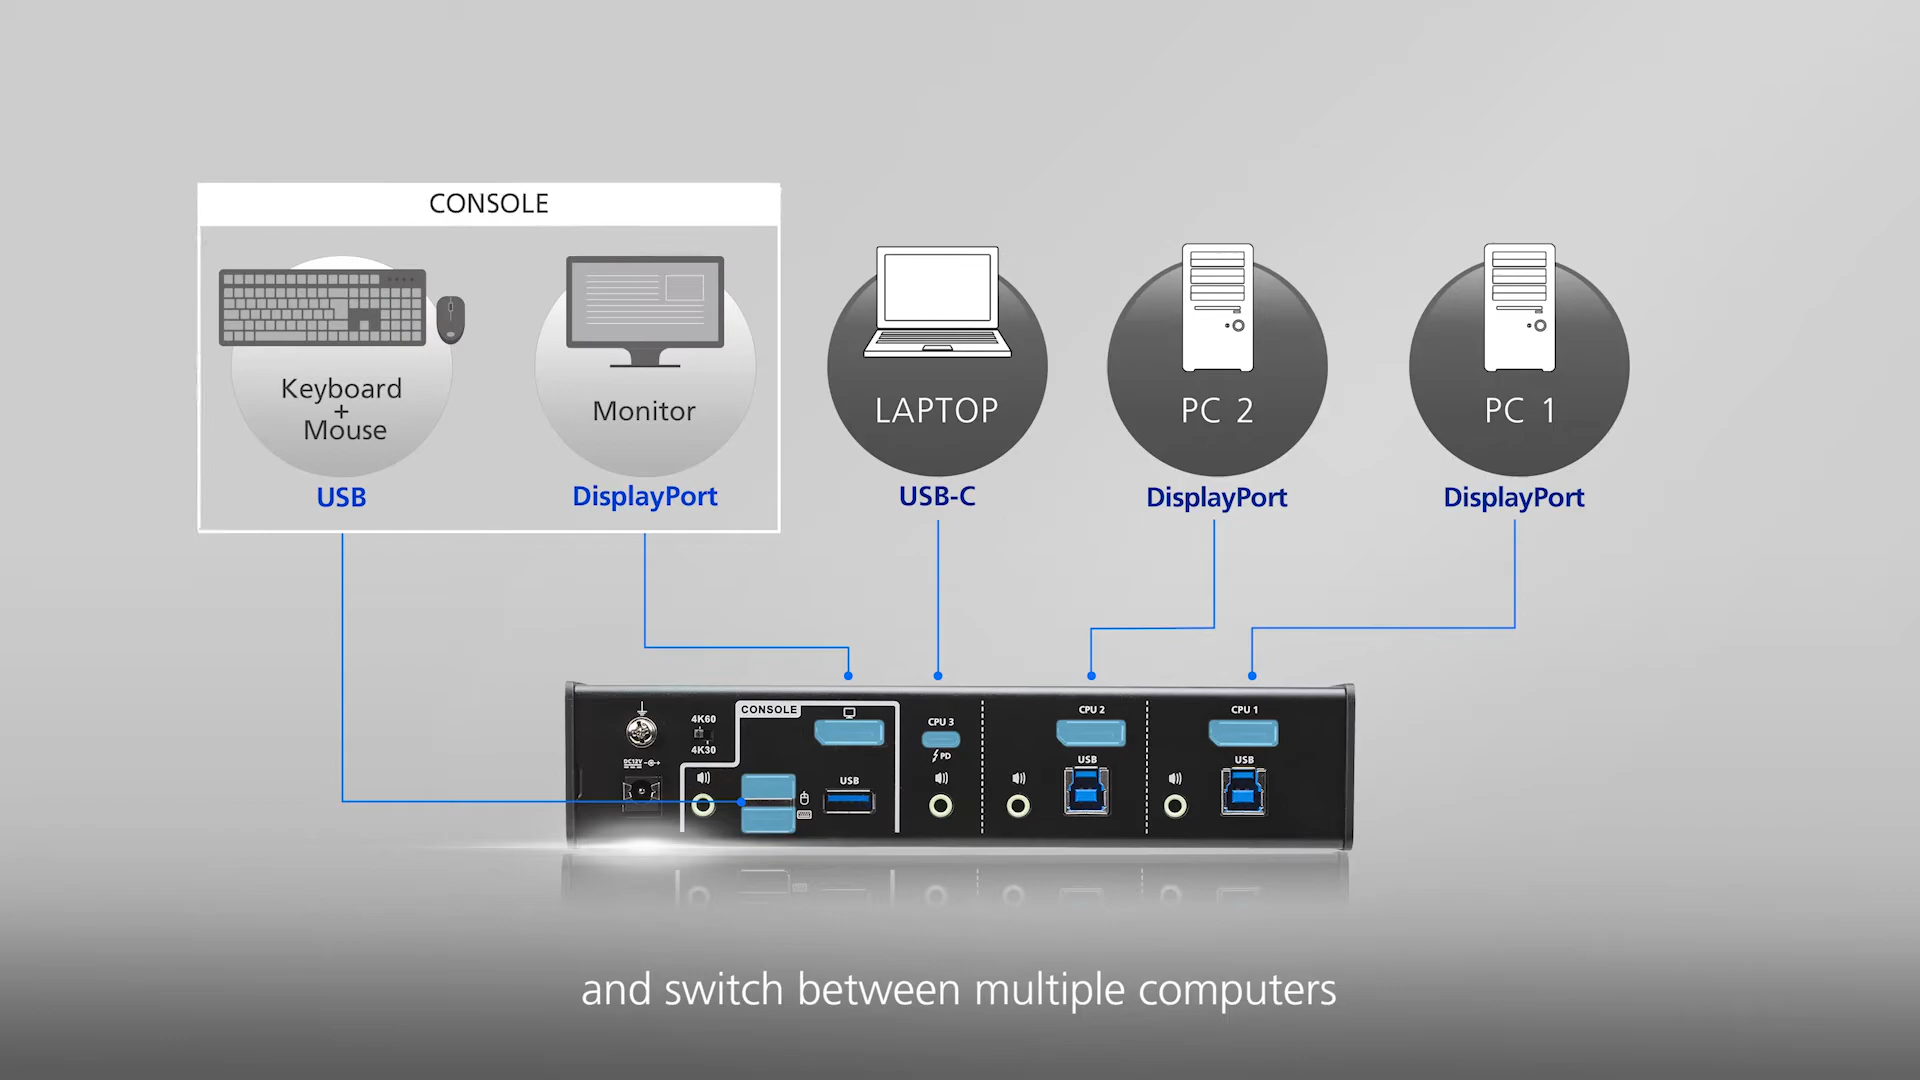 CONSOLE
Keyboard
+
Mouse
Monitor
LAPTOP
PC 2
PC 1
USB
DisplayPort
USB-C
DisplayPort
DisplayPort
4K60
4K30
DC12V
CONSOLE
USB
CPU 3
PD
CPU 2
USB
CPU 1
USB
and switch between multiple computers